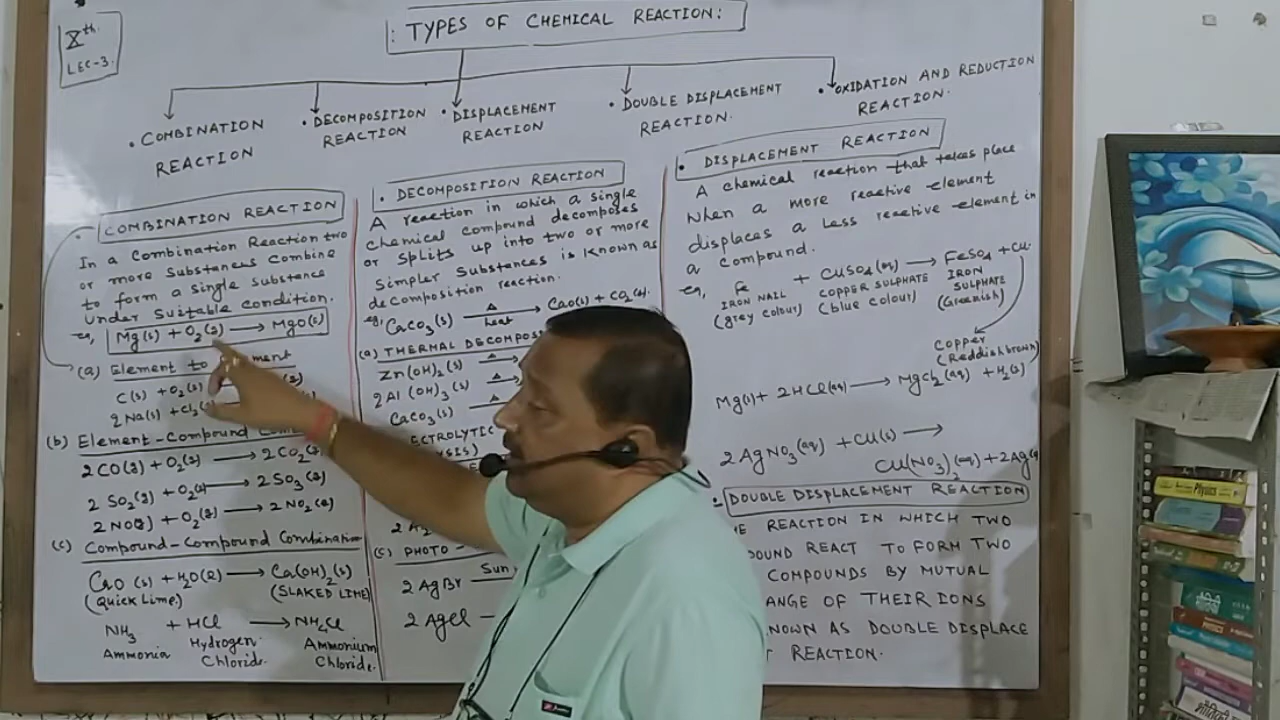 Xth.
LEC-3.
: TYPES OF CHEMICAL REACTION:
• COMBINATION REACTION
• DECOMPOSITION REACTION
• DISPLACEMENT REACTION
• DOUBLE DISPLACEMENT REACTION.
• OXIDATION AND REDUCTION REACTION.
• COMBINATION REACTION
In a Combination Reaction two
or more Substances Combine
to form a single Substance
under suitable condition.
eg, Mg(s) + O2(g) → MgO(s)
(a) Element to
C(s) + O2(g)
2Na(s) + Cl2
(b) Element-Compound
2CO(g) + O2(g) → 2CO2
2SO2(g) + O2 → 2SO3(g)
2NO(g) + O2(g) → 2NO2(g)
(c) Compound-Compound Combination
CaO(s) + H2O(l) → Ca(OH)2(s)
(Quick Lime) (SLAKED LIME)
NH3 + HCl → NH4Cl
Ammonia Hydrogen Chloride. Ammonium Chloride.
• DECOMPOSITION REACTION
A reaction in which a single
chemical compound decomposes
or splits up into two or more
simpler Substances is known as
decomposition reaction.
eg, CaCO3(s) Δ heat → CaO(s) + CO2(g).
(a) THERMAL DECOMPOS
Zn(OH)2(s) Δ
2Al(OH)3(s) Δ
CaCO3(s) Δ
ECTROLYTIC
(c) PHOTO -
2AgBr Sun
2AgCl
• DISPLACEMENT REACTION
A chemical reaction that takes place
when a more reactive element
displaces a less reactive element in
a compound.
eg, Fe + CuSO4(aq) → FeSO4 + Cu.
IRON NAIL COPPER SULPHATE IRON SULPHATE
(grey colour) (blue colour) (Greenish)
Copper
(Reddish brown)
Mg(s) + 2HCl(aq) → MgCl2(aq) + H2(g)
2AgNO3(aq) + Cu(s) →
Cu(NO3)2(aq) + 2Ag
• DOUBLE DISPLACEMENT REACTION
E REACTION IN WHICH TWO
OUND REACT TO FORM TWO
COMPOUNDS BY MUTUAL
ANGE OF THEIR IONS
NOWN AS DOUBLE DISPLACE
REACTION.
Physics